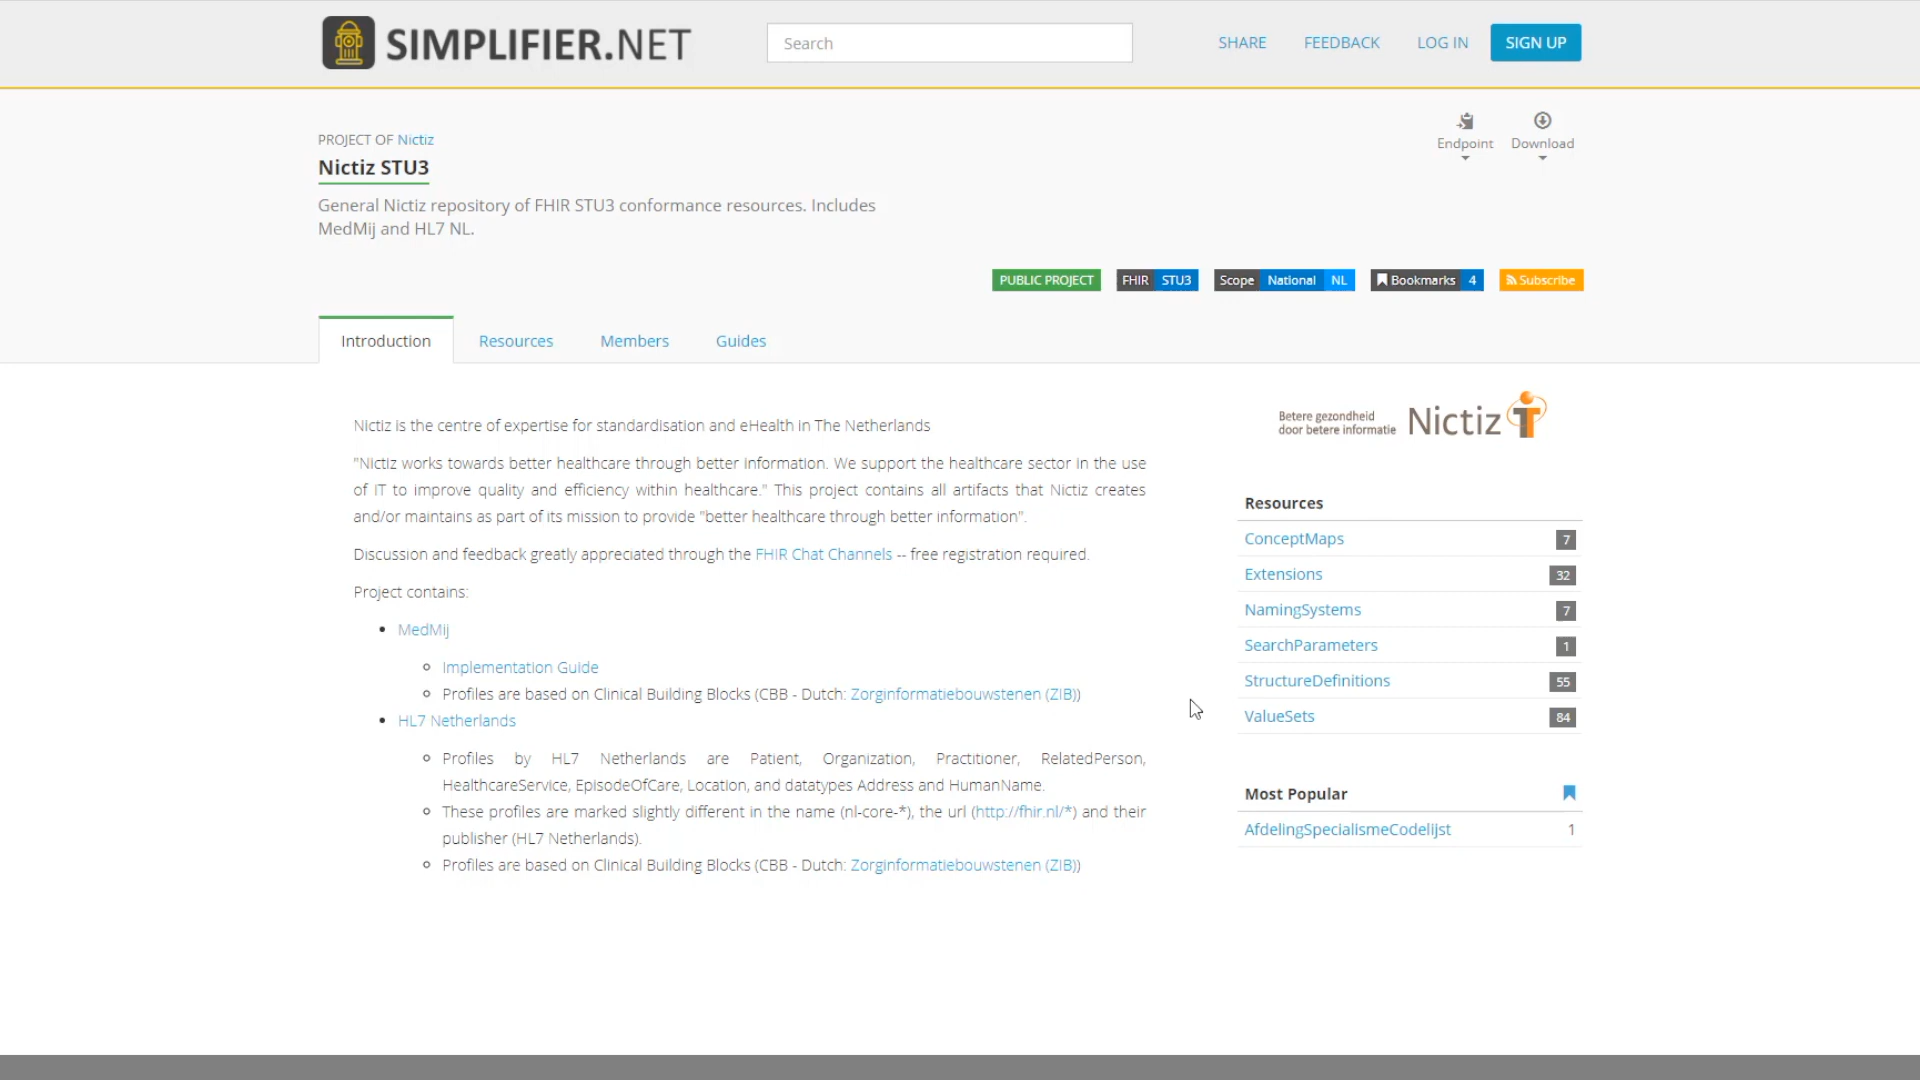 SIMPLIFIER.NET
Search
SHARE
FEEDBACK
LOG IN
SIGN UP
Endpoint
Download
PROJECT OF Nictiz
Nictiz STU3
General Nictiz repository of FHIR STU3 conformance resources. Includes
MedMij and HL7 NL.
PUBLIC PROJECT
FHIR STU3
Scope National NL
Bookmarks 4
Subscribe
Introduction
Resources
Members
Guides
Nictiz is the centre of expertise for standardisation and eHealth in The Netherlands
"Nictiz works towards better healthcare through better information. We support the healthcare sector in the use
of IT to improve quality and efficiency within healthcare." This project contains all artifacts that Nictiz creates
and/or maintains as part of its mission to provide "better healthcare through better information".
Discussion and feedback greatly appreciated through the FHIR Chat Channels -- free registration required.
Project contains:
MedMij
Implementation Guide
Profiles are based on Clinical Building Blocks (CBB - Dutch: Zorginformatiebouwstenen (ZIB))
HL7 Netherlands
Profiles by HL7 Netherlands are Patient, Organization, Practitioner, RelatedPerson,
HealthcareService, EpisodeOfCare, Location, and datatypes Address and HumanName.
These profiles are marked slightly different in the name (nl-core-*), the url (http://fhir.nl/*) and their
publisher (HL7 Netherlands).
Profiles are based on Clinical Building Blocks (CBB - Dutch: Zorginformatiebouwstenen (ZIB))
Betere gezondheid
door betere informatie
Nictiz
Resources
ConceptMaps 7
Extensions 32
NamingSystems 7
SearchParameters 1
StructureDefinitions 55
ValueSets 84
Most Popular
AfdelingSpecialismeCodelijst 1